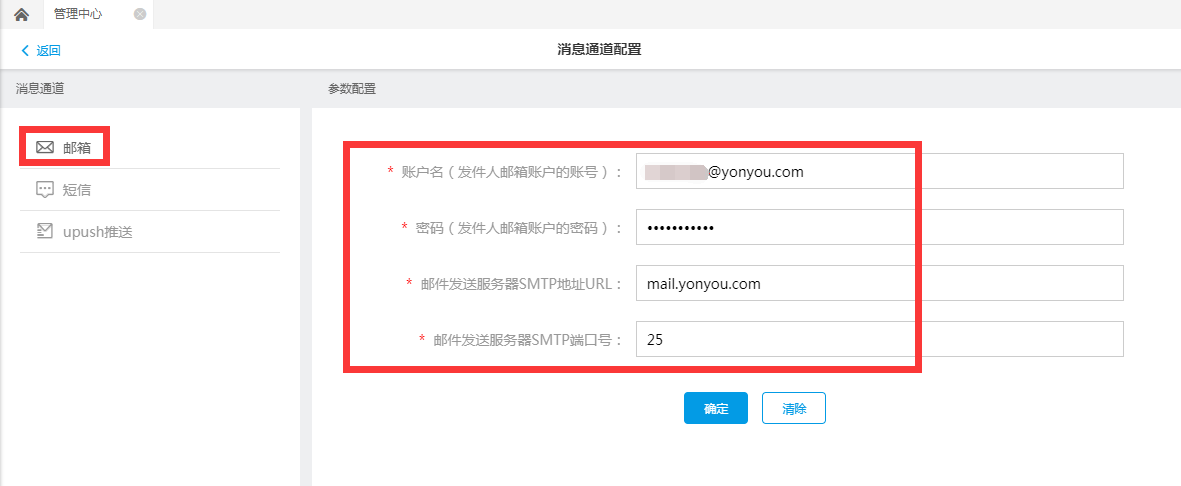 管理中心
返回
消息通道配置
消息通道
参数配置
邮箱
短信
upush推送
* 账户名（发件人邮箱账户的账号）： @yonyou.com
* 密码（发件人邮箱账户的密码）： •••••••••••
* 邮件发送服务器SMTP地址URL： mail.yonyou.com
* 邮件发送服务器SMTP端口号： 25
确定 清除